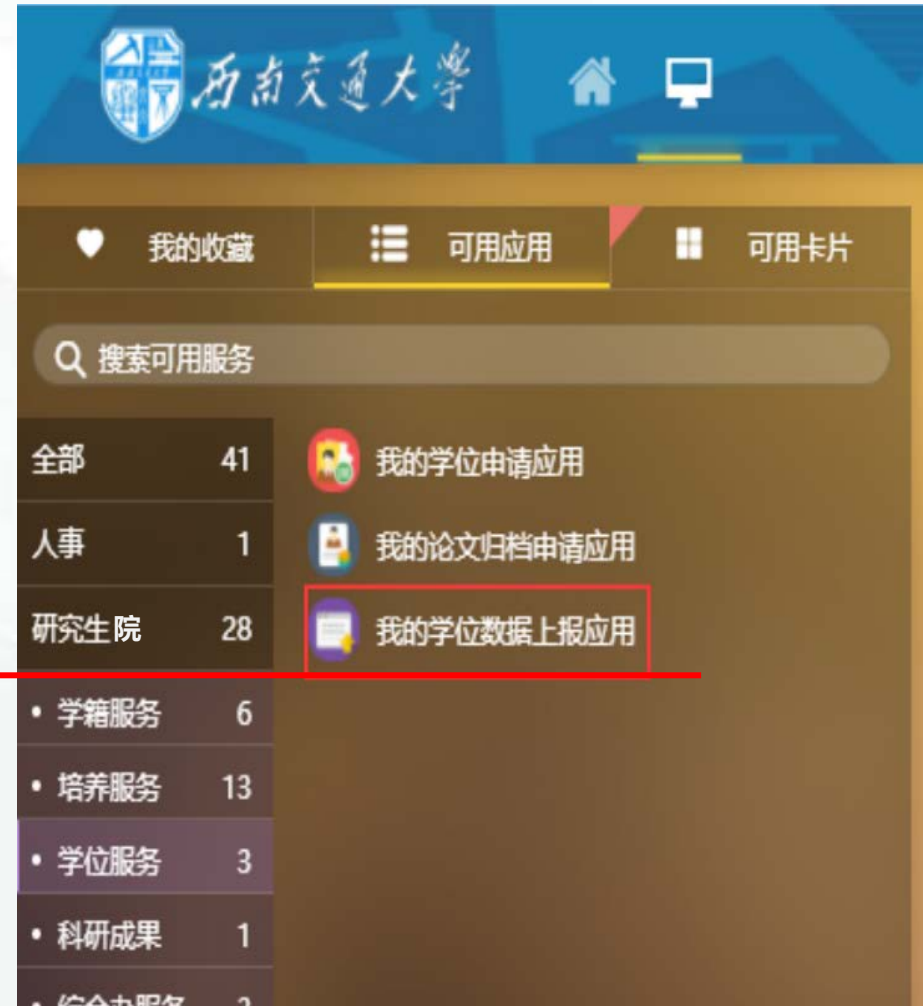 西南交通大學
我的收藏 可用应用 可用卡片
搜索可用服务
全部 41
人事 1
研究生院 28
• 学籍服务 6
• 培养服务 13
• 学位服务 3
• 科研成果 1
我的学位申请应用
我的论文归档申请应用
我的学位数据上报应用